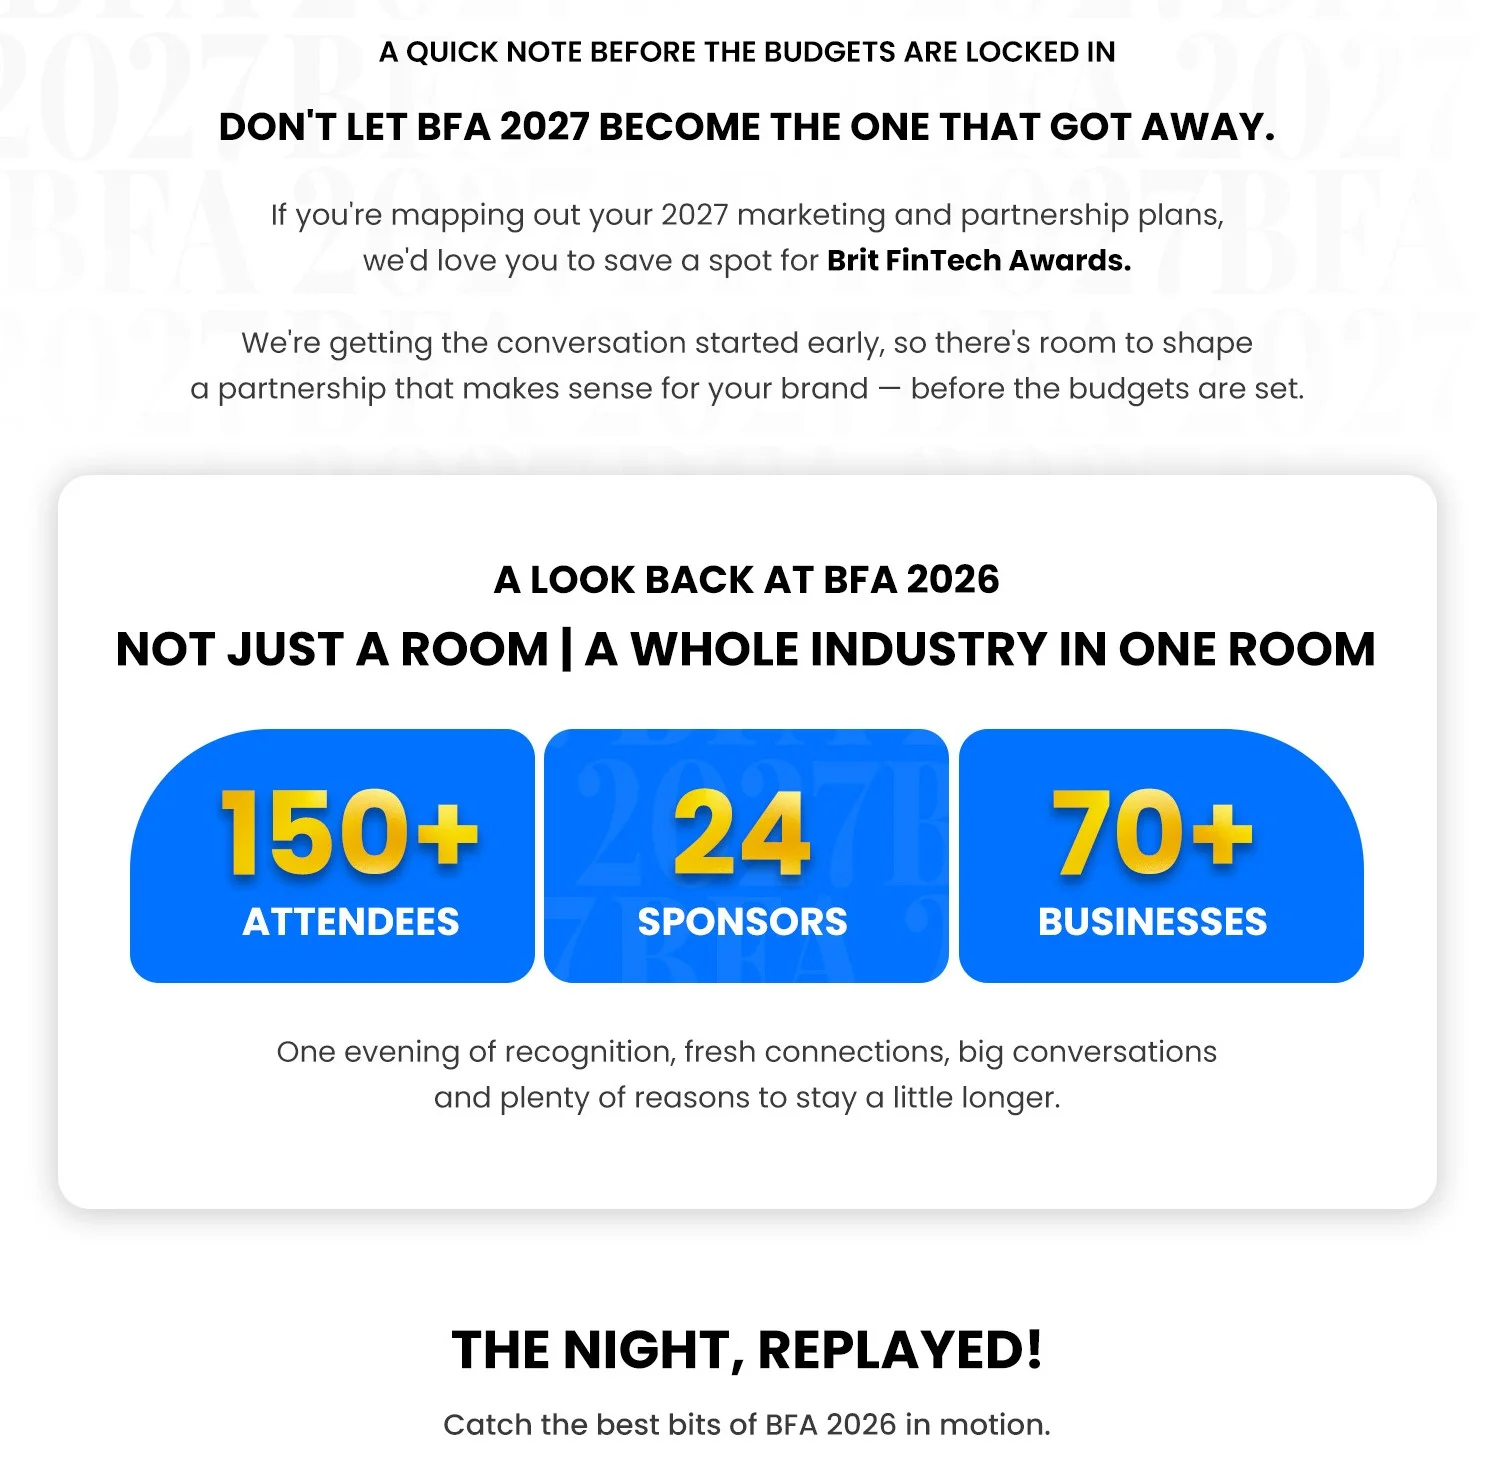 A QUICK NOTE BEFORE THE BUDGETS ARE LOCKED IN
DON'T LET BFA 2027 BECOME THE ONE THAT GOT AWAY.
If you're mapping out your 2027 marketing and partnership plans,
we'd love you to save a spot for Brit FinTech Awards.
We're getting the conversation started early, so there's room to shape
a partnership that makes sense for your brand — before the budgets are set.
A LOOK BACK AT BFA 2026
NOT JUST A ROOM | A WHOLE INDUSTRY IN ONE ROOM
150+
ATTENDEES
24
SPONSORS
70+
BUSINESSES
One evening of recognition, fresh connections, big conversations
and plenty of reasons to stay a little longer.
THE NIGHT, REPLAYED!
Catch the best bits of BFA 2026 in motion.